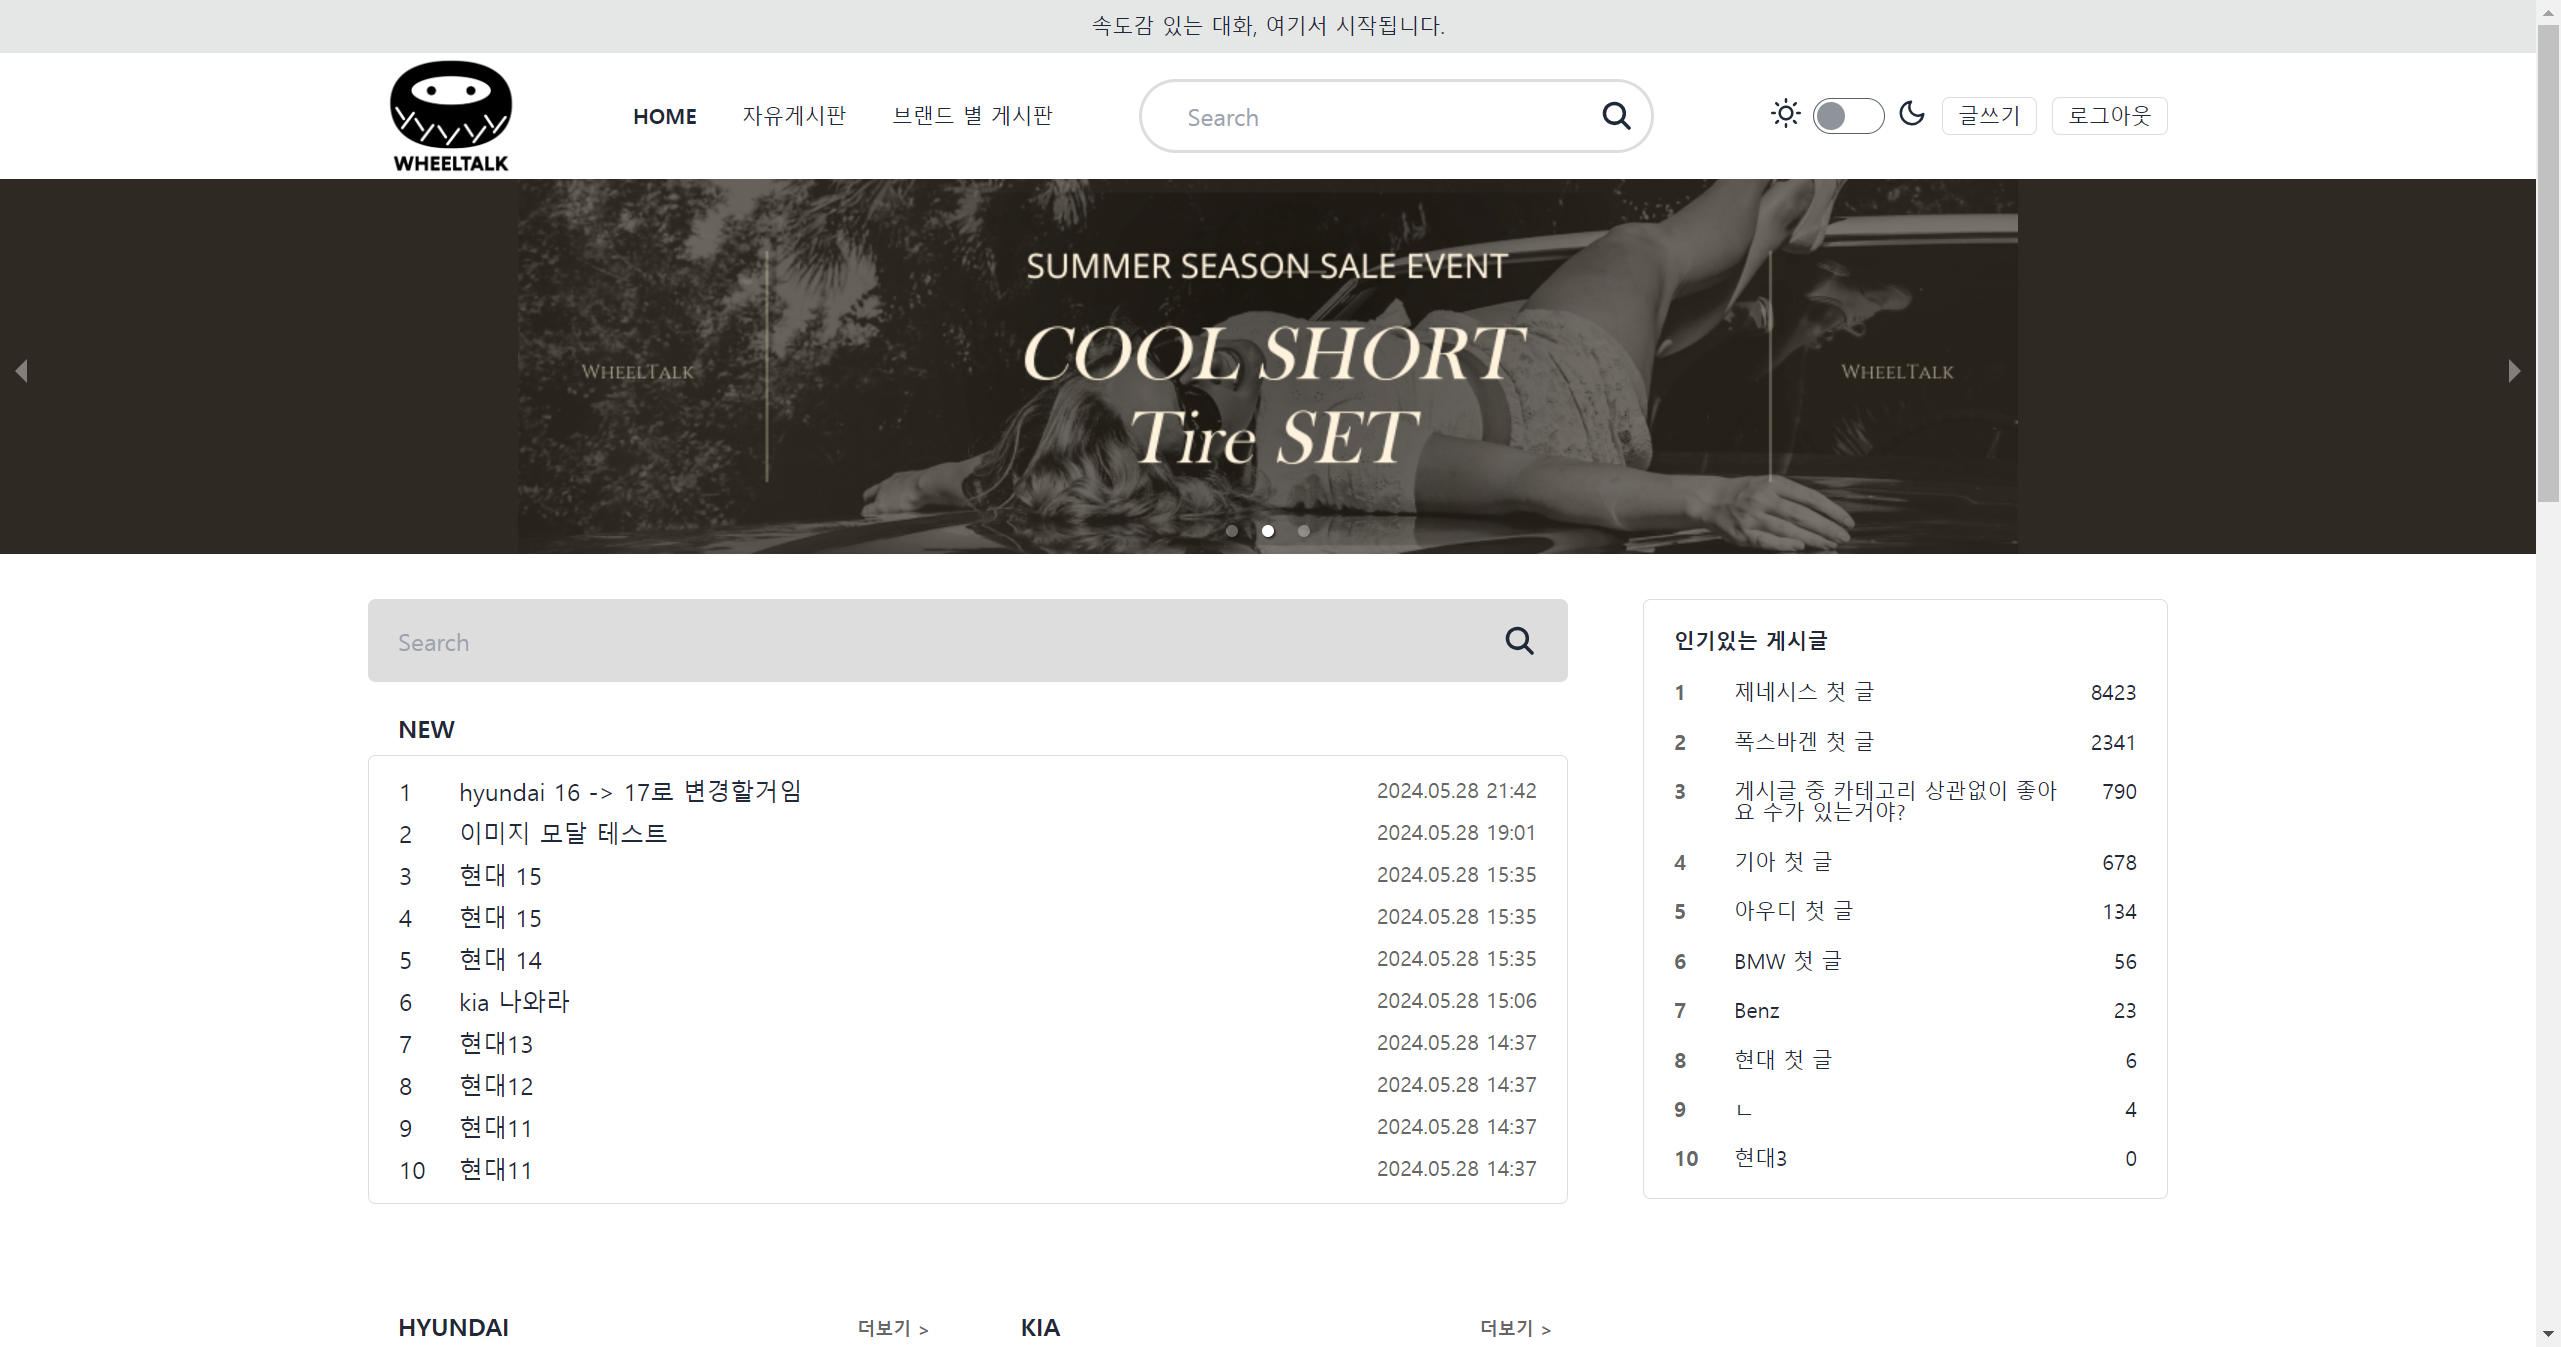 속도감 있는 대화, 여기서 시작됩니다.
WHEELTALK
HOME 자유게시판 브랜드 별 게시판
Search
글쓰기 로그아웃
SUMMER SEASON SALE EVENT
COOL SHORT
Tire SET
WHEELTALK
WHEELTALK
Search
NEW
1 hyundai 16 -> 17로 변경할거임 2024.05.28 21:42
2 이미지 모달 테스트 2024.05.28 19:01
3 현대 15 2024.05.28 15:35
4 현대 15 2024.05.28 15:35
5 현대 14 2024.05.28 15:35
6 kia 나와라 2024.05.28 15:06
7 현대13 2024.05.28 14:37
8 현대12 2024.05.28 14:37
9 현대11 2024.05.28 14:37
10 현대11 2024.05.28 14:37
인기있는 게시글
1 제네시스 첫 글 8423
2 폭스바겐 첫 글 2341
3 게시글 중 카테고리 상관없이 좋아 790
요 수가 있는거야?
4 기아 첫 글 678
5 아우디 첫 글 134
6 BMW 첫 글 56
7 Benz 23
8 현대 첫 글 6
9 ㄴ 4
10 현대3 0
HYUNDAI 더보기 >
KIA 더보기 >